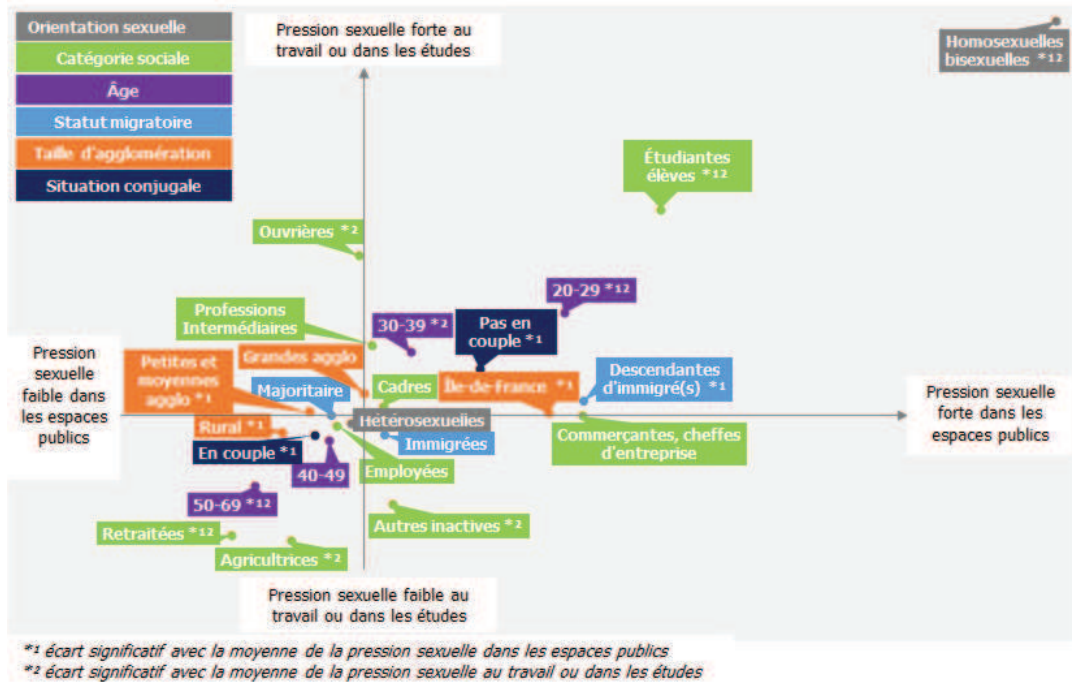 Orientation sexuelle
Catégorie sociale
Âge
Statut migratoire
Taille d'agglomération
Situation conjugale
Pression sexuelle forte au
travail ou dans les études
Homosexuelles
bisexuelles *12
Étudiantes
élèves *12
Ouvrières *2
20-29 *12
Professions
Intermédiaires
30-39 *2
Pas en
couple *1
Pression
sexuelle
faible dans
les espaces
publics
Petites et
moyennes
agglo *1
Grandes agglo
Majoritaire
Cadres
Île-de-France *1
Descendantes
d'immigré(s) *1
Pression sexuelle
forte dans les
espaces publics
Hétérosexuelles
Rural *1
Immigrées
Commerçantes, cheffes
d'entreprise
En couple *1
40-49
Employées
50-69 *12
Autres inactives *2
Retraitées *12
Agricultrices *2
Pression sexuelle faible au
travail ou dans les études
*1 écart significatif avec la moyenne de la pression sexuelle dans les espaces publics
*2 écart significatif avec la moyenne de la pression sexuelle au travail ou dans les études